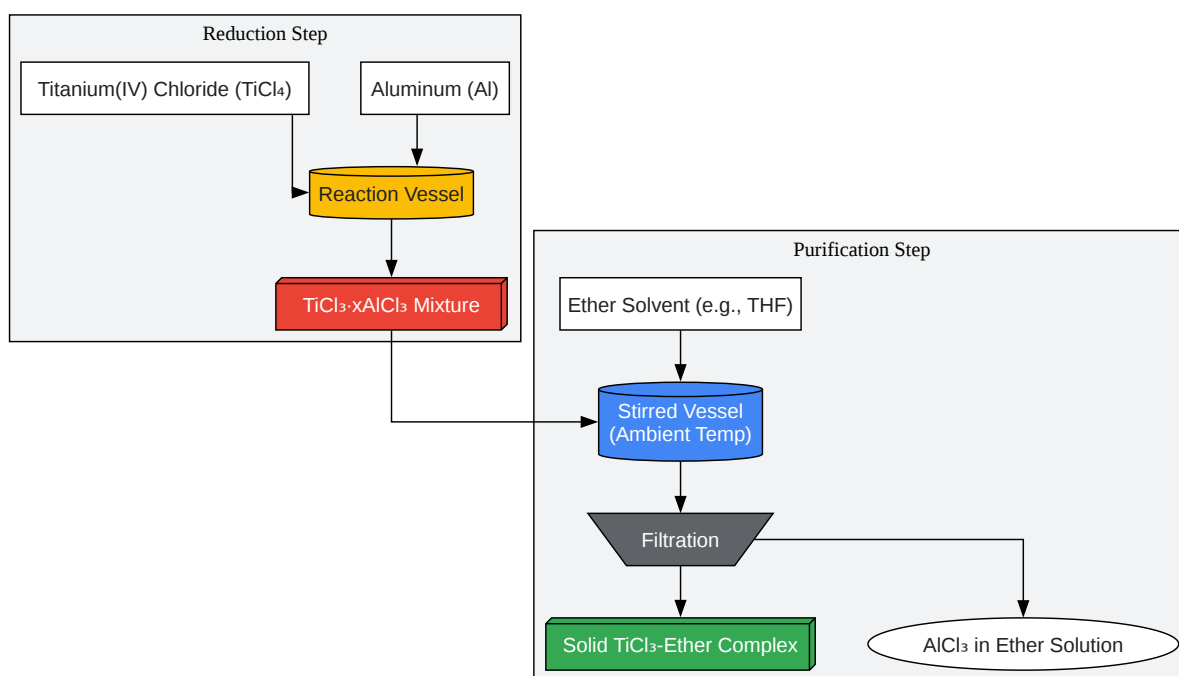 Reduction Step
Titanium(IV) Chloride (TiCl₄)
Aluminum (Al)
Reaction Vessel
TiCl₃·xAlCl₃ Mixture
Purification Step
Ether Solvent (e.g., THF)
Stirred Vessel
(Ambient Temp)
Filtration
Solid TiCl₃-Ether Complex
AlCl₃ in Ether Solution